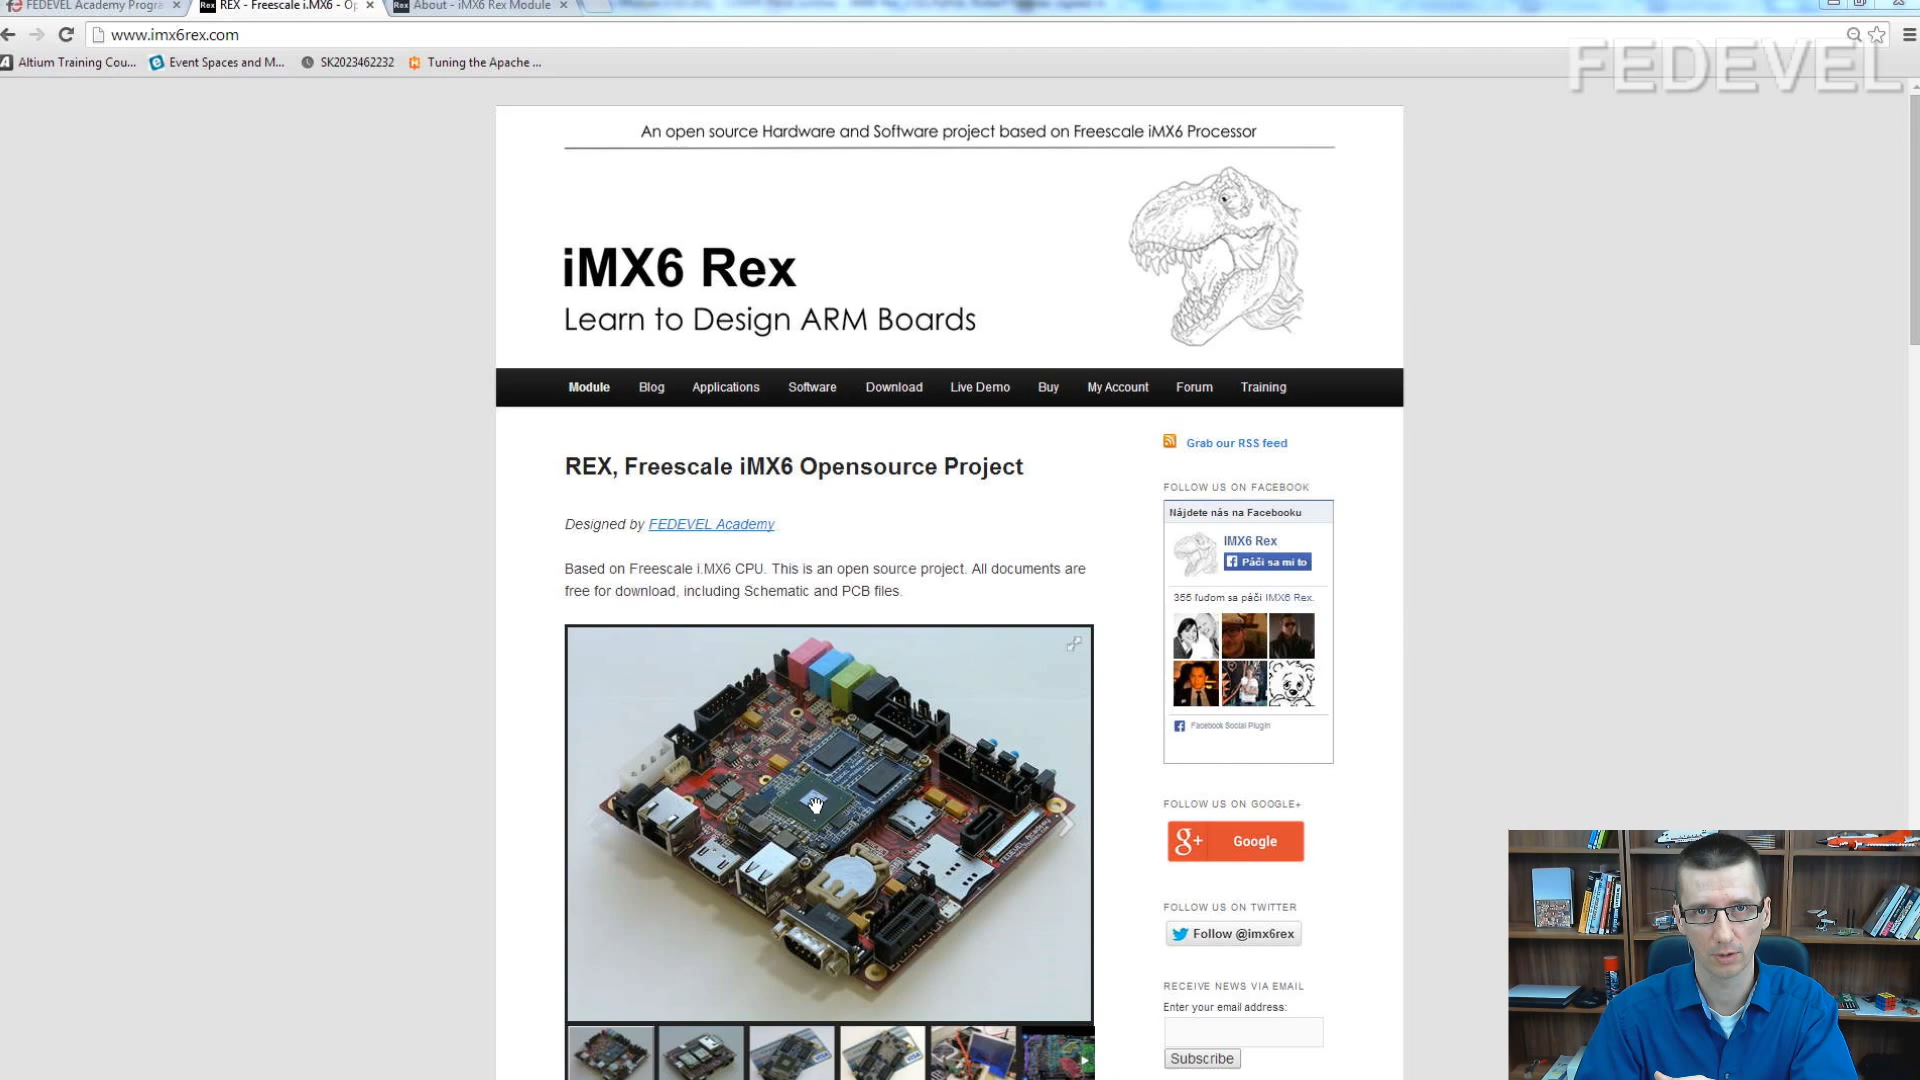 FEDEVEL Academy Progra
REX - Freescale i.MX6 - Op
About - iMX6 Rex Module
www.imx6rex.com
Altium Training Cou...
Event Spaces and M...
SK2023462232
Tuning the Apache ...
FEDEVEL
An open source Hardware and Software project based on Freescale iMX6 Processor
iMX6 Rex
Learn to Design ARM Boards
Module
Blog
Applications
Software
Download
Live Demo
Buy
My Account
Forum
Training
REX, Freescale iMX6 Opensource Project
Designed by FEDEVEL Academy
Based on Freescale i.MX6 CPU. This is an open source project. All documents are
free for download, including Schematic and PCB files.
Grab our RSS feed
FOLLOW US ON FACEBOOK
Nájdete nás na Facebooku
IMX6 Rex
Páči sa mi to
355 ľuďom sa páči IMX6 Rex.
Facebook Social Plugin
FOLLOW US ON GOOGLE+
g+ Google
FOLLOW US ON TWITTER
Follow @imx6rex
RECEIVE NEWS VIA EMAIL
Enter your email address:
Subscribe